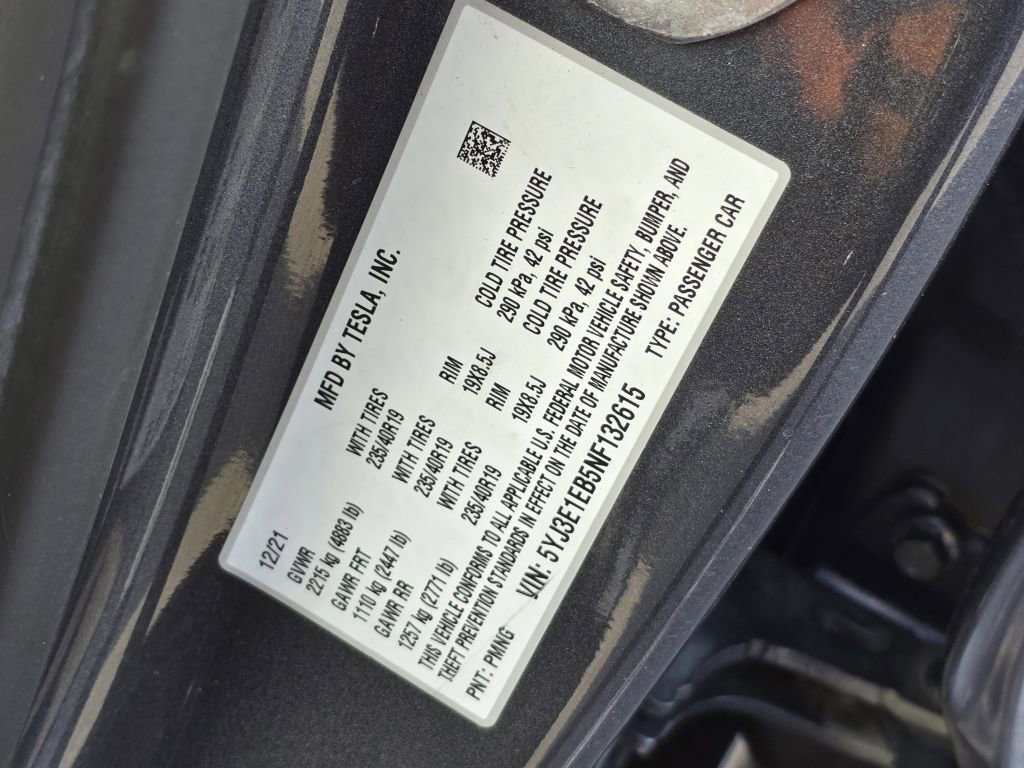 MFD BY TESLA, INC.
12/21
GVWR WITH TIRES
2215 kg (4883 lb) 235/40R19
GAWR FRT WITH TIRES RIM COLD TIRE PRESSURE
1110 kg (2447 lb) 235/40R19 19X8.5J 290 kPa, 42 psi
GAWR RR WITH TIRES RIM COLD TIRE PRESSURE
1257 kg (2771 lb) 235/40R19 19X8.5J 290 kPa, 42 psi
THIS VEHICLE CONFORMS TO ALL APPLICABLE U.S. FEDERAL MOTOR VEHICLE SAFETY, BUMPER, AND
THEFT PREVENTION STANDARDS IN EFFECT ON THE DATE OF MANUFACTURE SHOWN ABOVE.
PNT: PMNG VIN: 5YJ3E1EB5NF132615 TYPE: PASSENGER CAR